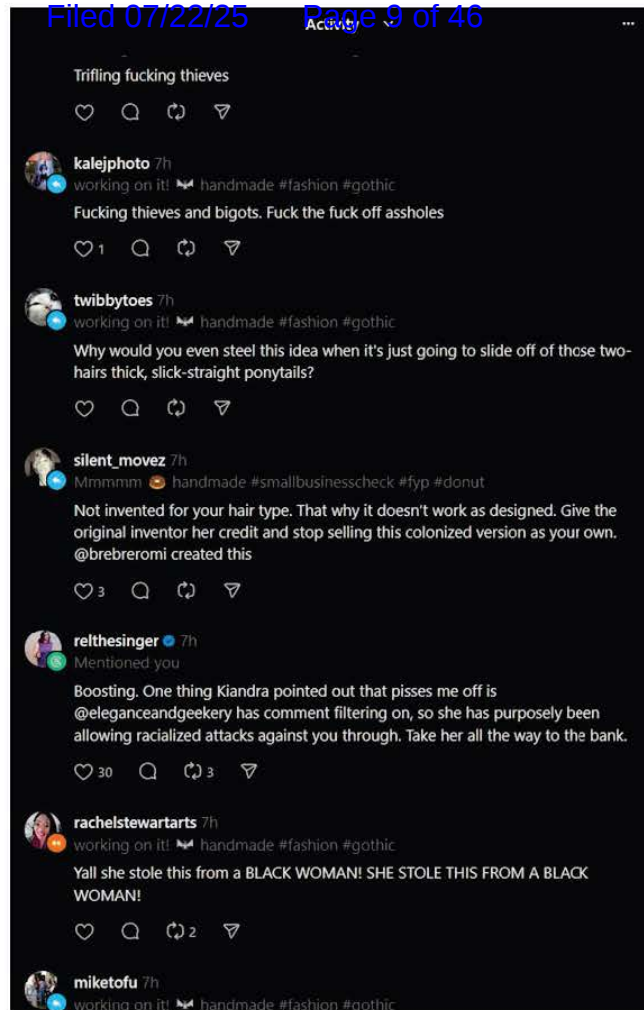 Filed 07/22/25 Page 9 of 46
Activity
Trifling fucking thieves
kalejphoto 7h
working on it! 🦇 handmade #fashion #gothic
Fucking thieves and bigots. Fuck the fuck off assholes
1
twibbytoes 7h
working on it! 🦇 handmade #fashion #gothic
Why would you even steel this idea when it's just going to slide off of those two-
hairs thick, slick-straight ponytails?
silent_movez 7h
Mmmmm 🍩 handmade #smallbusinesscheck #fyp #donut
Not invented for your hair type. That why it doesn't work as designed. Give the
original inventor her credit and stop selling this colonized version as your own.
@brebreromi created this
3
relthesinger 7h
Mentioned you
Boosting. One thing Kiandra pointed out that pisses me off is
@eleganceandgeekery has comment filtering on, so she has purposely been
allowing racialized attacks against you through. Take her all the way to the bank.
30 3
rachelstewartarts 7h
working on it! 🦇 handmade #fashion #gothic
Yall she stole this from a BLACK WOMAN! SHE STOLE THIS FROM A BLACK
WOMAN!
2
miketofu 7h
working on it! 🦇 handmade #fashion #gothic